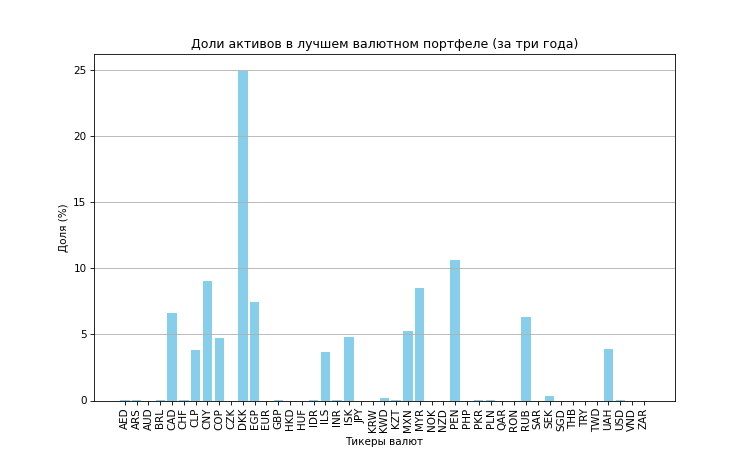 Доли активов в лучшем валютном портфеле (за три года)
Доля (%)
25
20
15
10
5
0
AED ARS AUD BRL CAD CHF CLP CNY COP CZK DKK EGP EUR GBP HKD HUF IDR ILS INR ISK JPY KRW KWD KZT MXN MYR NOK NZD PEN PHP PKR PLN QAR RON RUB SAR SEK SGD THB TRY TWD UAH USD VND ZAR
Тикеры валют